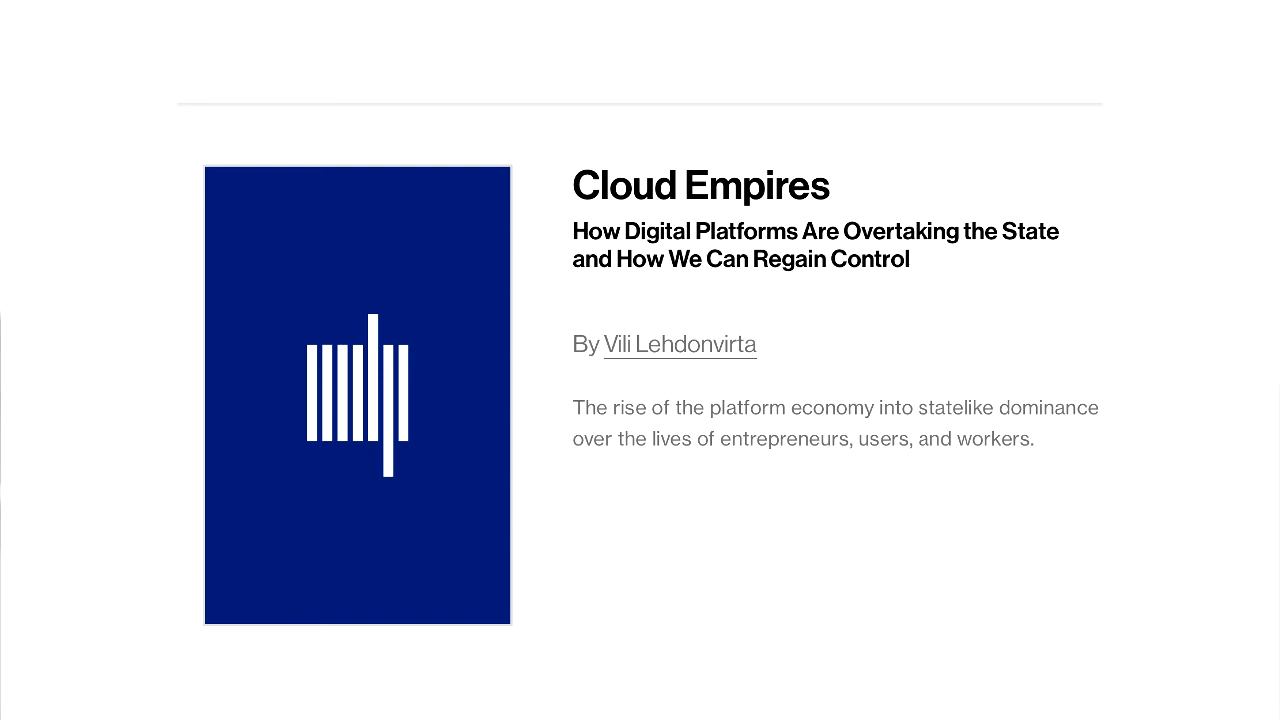 Cloud Empires
How Digital Platforms Are Overtaking the State
and How We Can Regain Control
By Vili Lehdonvirta
The rise of the platform economy into statelike dominance
over the lives of entrepreneurs, users, and workers.